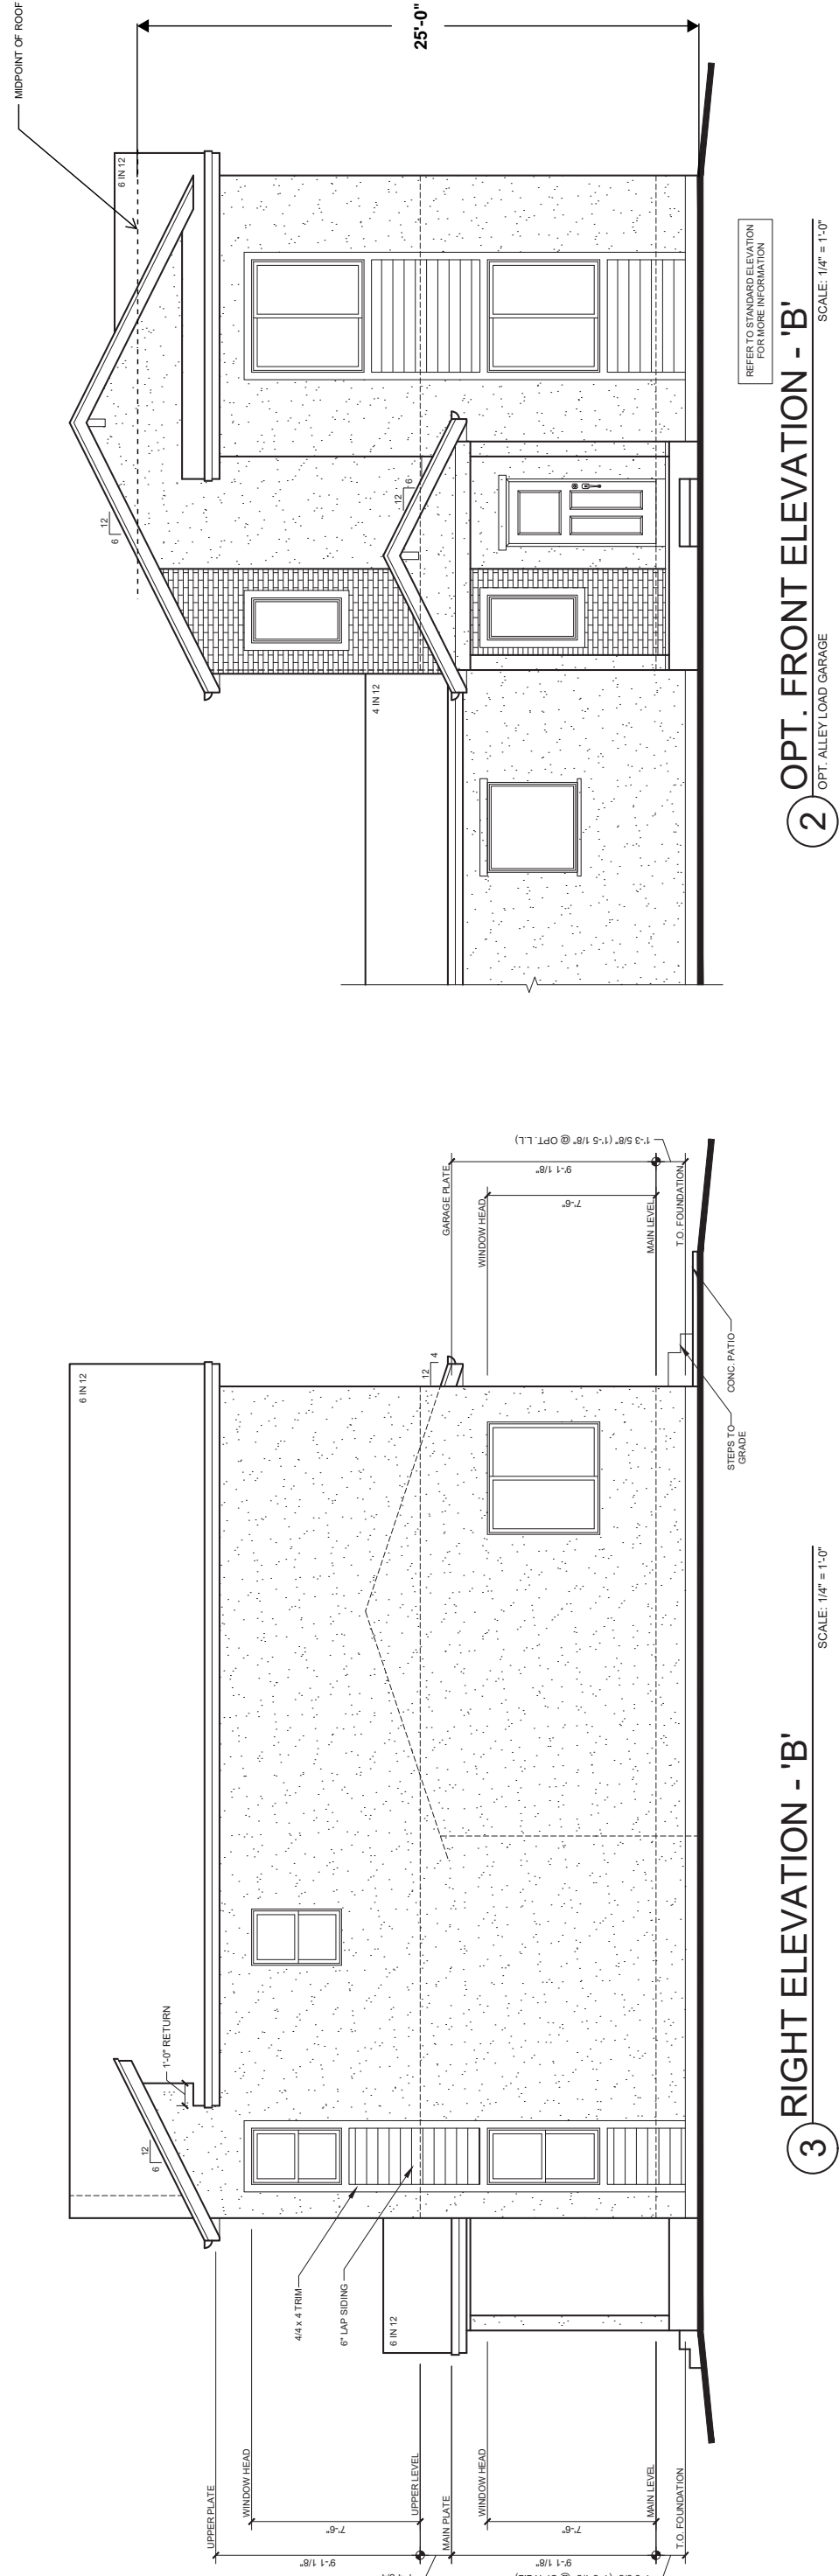 MIDPOINT OF ROOF
25'-0"
6 IN 12
12
6
12
6
4 IN 12
REFER TO STANDARD ELEVATION
FOR MORE INFORMATION
2
OPT. FRONT ELEVATION - 'B'
OPT. ALLEY LOAD GARAGE
SCALE: 1/4" = 1'-0"
6 IN 12
12
4
GARAGE PLATE
WINDOW HEAD
MAIN LEVEL
T.O. FOUNDATION
9'-1 1/8"
7'-6"
1'-3 5/8" (1'-5 1/8" @ OPT. L.L.)
CONC. PATIO
STEPS TO
GRADE
1'-0" RETURN
12
6
4/4 x 4 TRIM
6" LAP SIDING
6 IN 12
UPPER PLATE
WINDOW HEAD
UPPER LEVEL
MAIN PLATE
WINDOW HEAD
MAIN LEVEL
T.O. FOUNDATION
7'-6"
9'-1 1/8"
7'-6"
9'-1 1/8"
3
RIGHT ELEVATION - 'B'
SCALE: 1/4" = 1'-0"